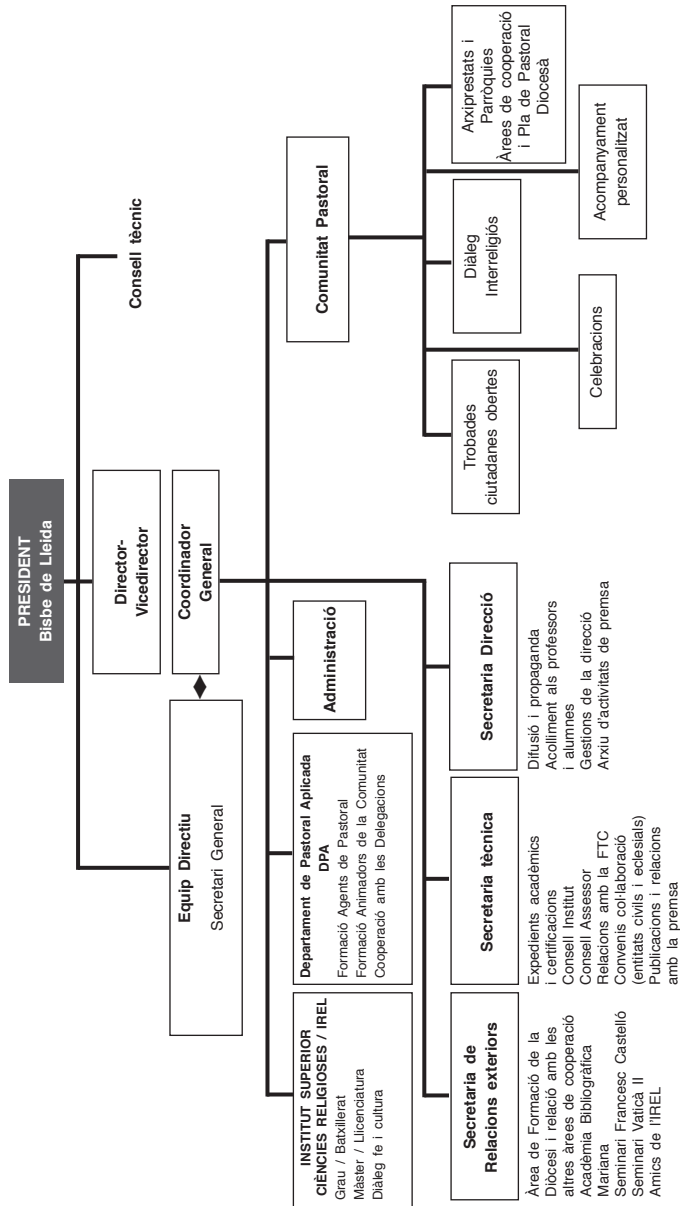 PRESIDENT
Bisbe de Lleida
Consell tècnic
Director-
Vicedirector
Equip Directiu
Secretari General
Coordinador
General
INSTITUT SUPERIOR
CIÈNCIES RELIGIOSES / IREL
Grau / Batxillerat
Màster / Llicenciatura
Diàleg fe i cultura
Departament de Pastoral Aplicada
DPA
Formació Agents de Pastoral
Formació Animadors de la Comunitat
Cooperació amb les Delegacions
Administració
Comunitat Pastoral
Secretaria de
Relacions exteriors
Àrea de Formació de la
Diòcesi i relació amb les
altres àrees de cooperació
Acadèmia Bibliogràfica
Mariana
Seminari Francesc Castelló
Seminari Vaticà II
Amics de l'IREL
Secretaria tècnica
Expedients acadèmics
i certificacions
Consell Institut
Consell Assessor
Relacions amb la FTC
Convenis col·laboració
(entitats civils i eclesials)
Publicacions i relacions
amb la premsa
Secretaria Direcció
Difusió i propaganda
Acolliment als professors
i alumnes
Gestions de la direcció
Arxiu d'activitats de premsa
Trobades
ciutadanes obertes
Diàleg
Interreligiós
Arxiprestats i
Parròquies
Àrees de cooperació
i Pla de Pastoral
Diocesà
Celebracions
Acompanyament
personalitzat